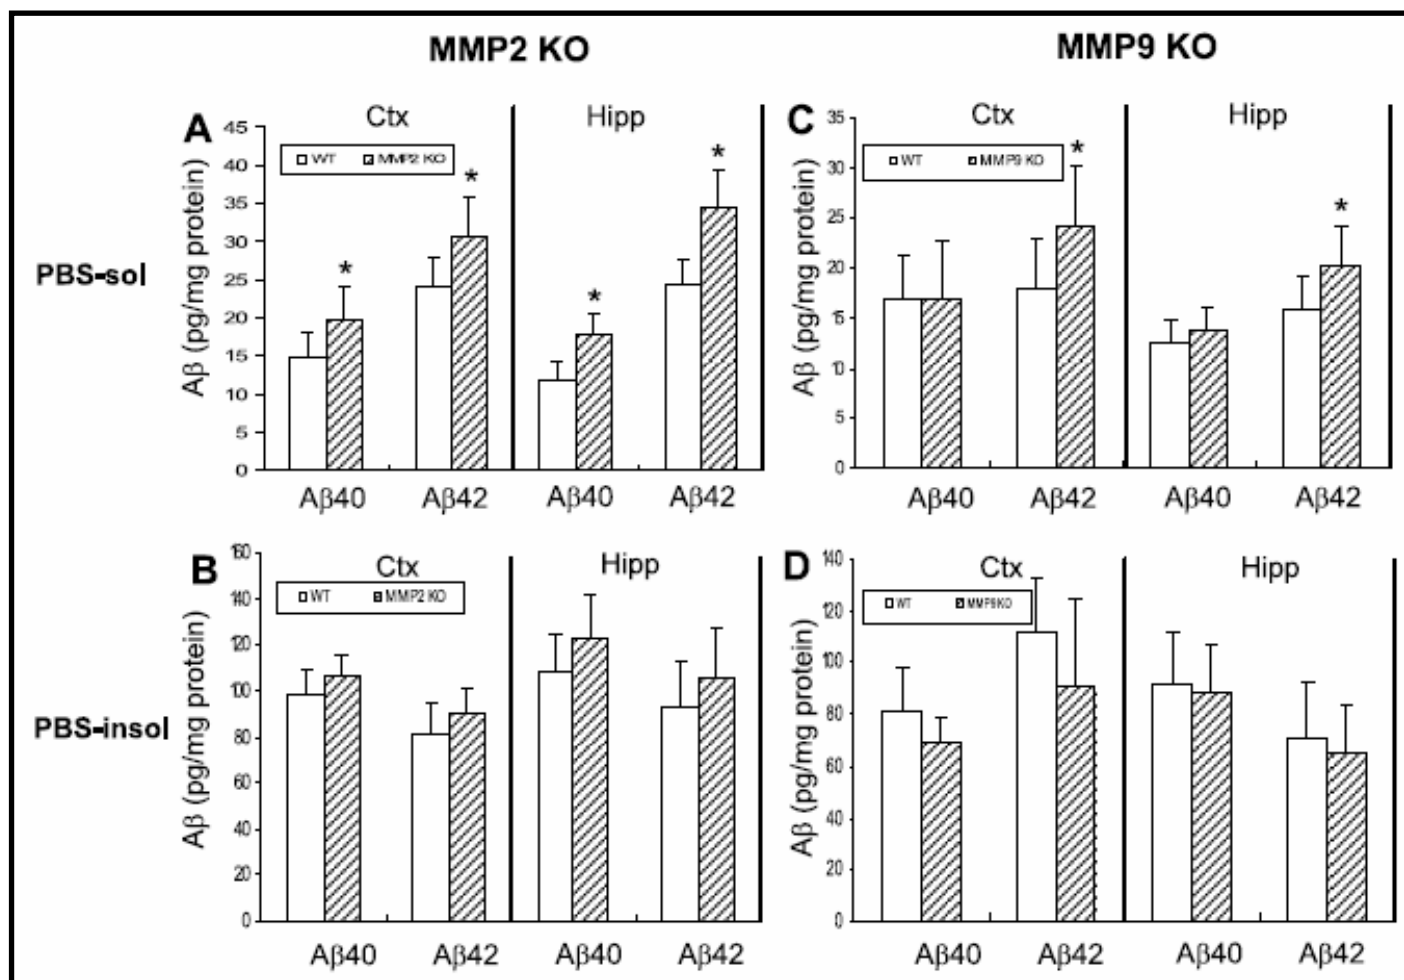 MMP2 KO
MMP9 KO
PBS-sol
A
Ctx
Hipp
WT MMP2 KO
Aβ (pg/mg protein)
45
40
35
30
25
20
15
10
5
0
*
*
*
*
Aβ40 Aβ42 Aβ40 Aβ42
C
Ctx
Hipp
WT MMP9 KO
Aβ (pg/mg protein)
35
30
25
20
15
10
5
0
*
*
Aβ40 Aβ42 Aβ40 Aβ42
PBS-insol
B
Ctx
Hipp
WT MMP2 KO
Aβ (pg/mg protein)
160
140
120
100
80
60
40
20
0
Aβ40 Aβ42 Aβ40 Aβ42
D
Ctx
Hipp
WT MMP9KO
Aβ (pg/mg protein)
140
120
100
80
60
40
20
0
Aβ40 Aβ42 Aβ40 Aβ42